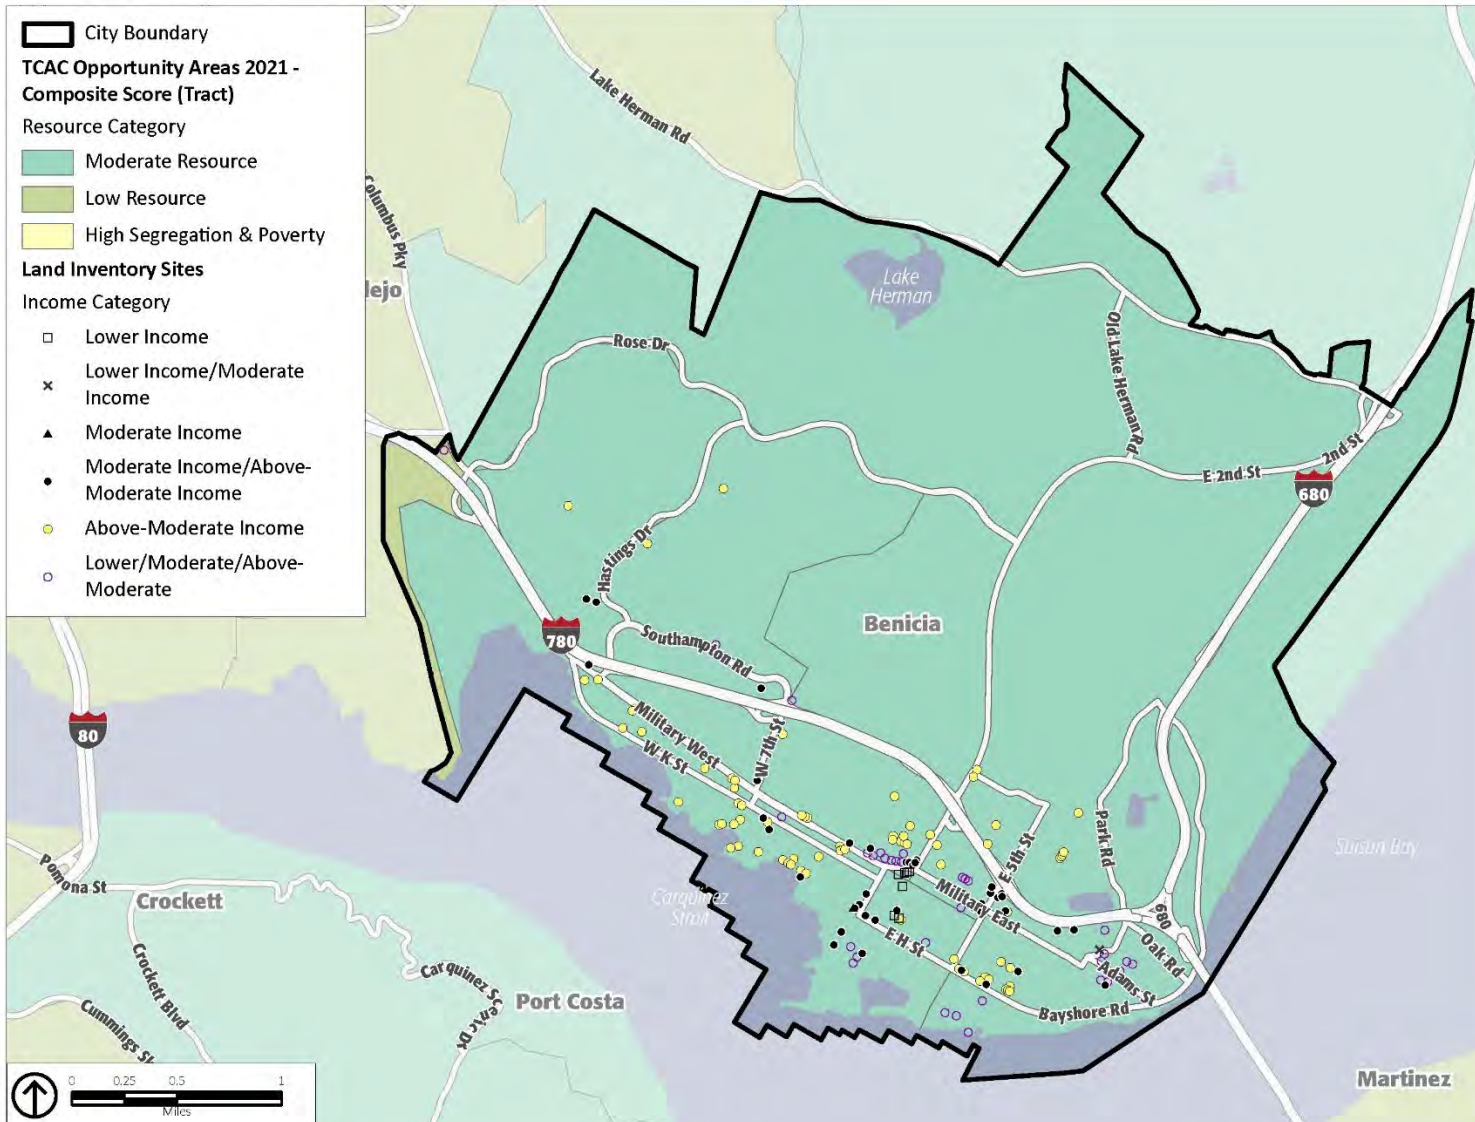 City Boundary
TCAC Opportunity Areas 2021 -
Composite Score (Tract)
Resource Category
Moderate Resource
Low Resource
High Segregation & Poverty
Land Inventory Sites
Income Category
Lower Income
Lower Income/Moderate
Income
Moderate Income
Moderate Income/Above-
Moderate Income
Above-Moderate Income
Lower/Moderate/Above-
Moderate
Lake Herman Rd
Columbus Pky
lejo
Lake
Herman
Rose Dr
Old Lake Herman Rd
E 2nd St
2nd St
680
Hastings Dr
780
Southampton Rd
Benicia
80
Military West
W K St
W 7th St
Park Rd
E 5th St
Suisun Bay
Pomona St
Crockett
Carquinez
Strait
Military East
680
Oak Rd
E H St
Adams St
Bayshore Rd
Crockett Blvd
Carquinez Scenic Dr
Port Costa
Cummings Sk
Martinez
0 0.25 0.5 1
Miles